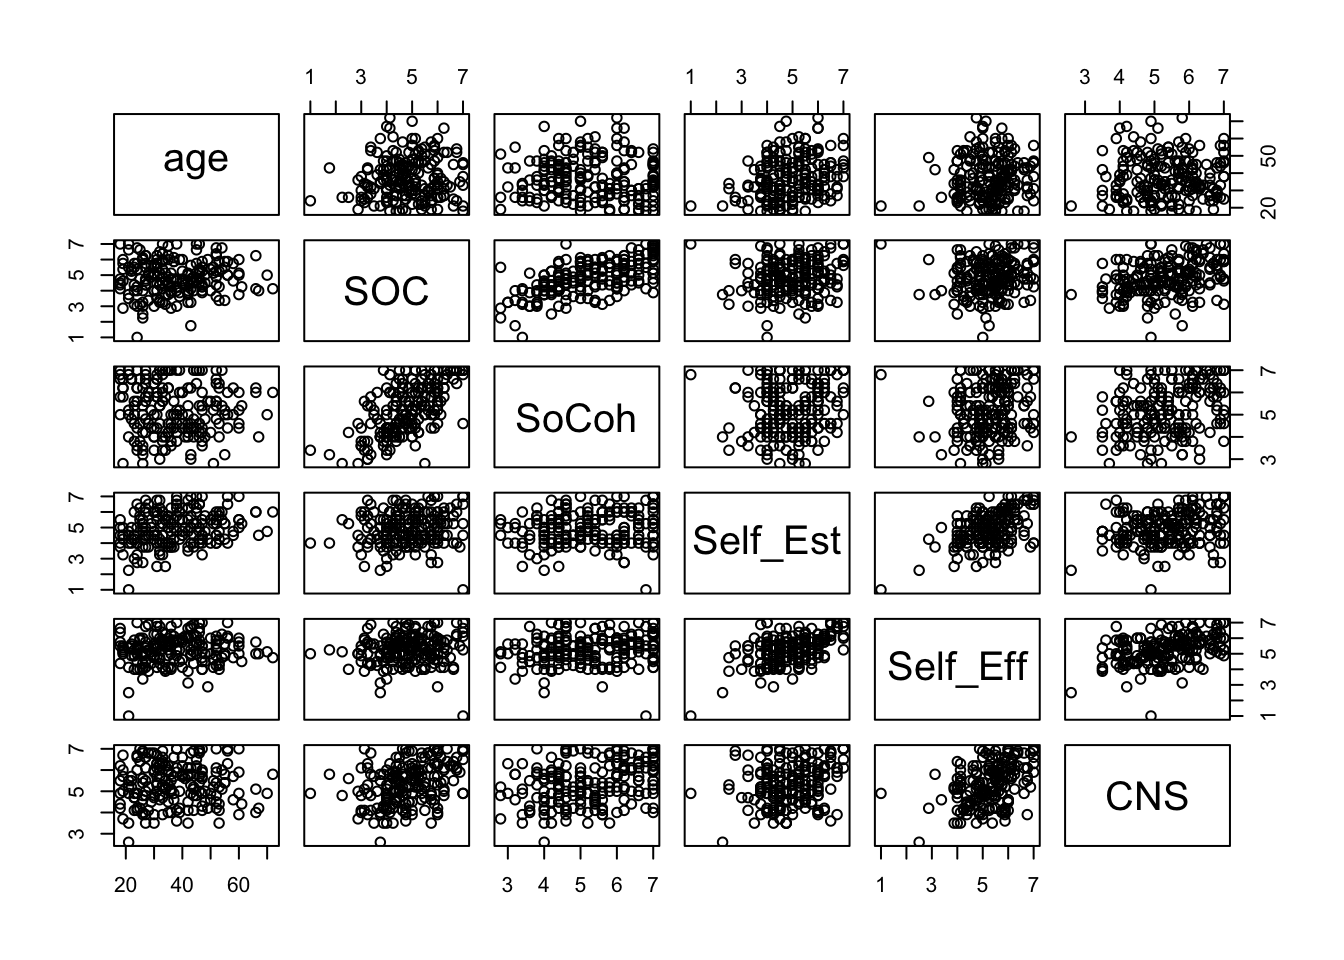 1 3 5 7 1 3 5 7 3 4 5 6 7
age
20 50
1 3 5 7
SOC
SoCoh
3 5 7
1 3 5 7
Self_Est
Self_Eff
1 3 5 7
3 5 7
CNS
20 40 60 3 4 5 6 7 1 3 5 7